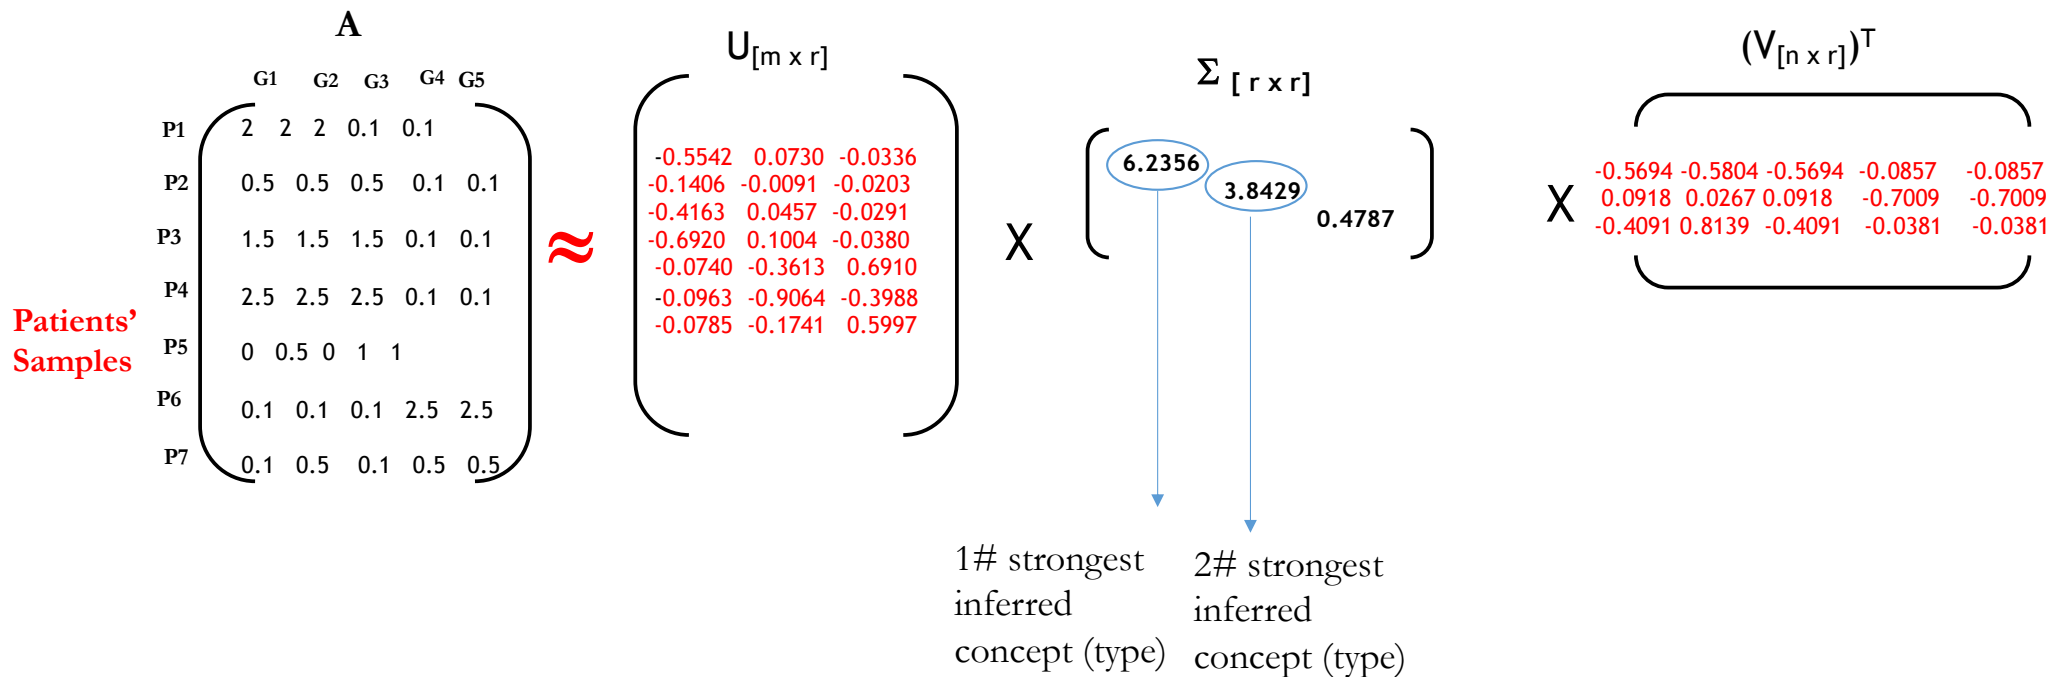 A
G1 G2 G3 G4 G5
P1 2 2 2 0.1 0.1
P2 0.5 0.5 0.5 0.1 0.1
P3 1.5 1.5 1.5 0.1 0.1
P4 2.5 2.5 2.5 0.1 0.1
P5 0 0.5 0 1 1
P6 0.1 0.1 0.1 2.5 2.5
P7 0.1 0.5 0.1 0.5 0.5
Patients’
Samples
≈
U[m x r]
-0.5542 0.0730 -0.0336
-0.1406 -0.0091 -0.0203
-0.4163 0.0457 -0.0291
-0.6920 0.1004 -0.0380
-0.0740 -0.3613 0.6910
-0.0963 -0.9064 -0.3988
-0.0785 -0.1741 0.5997
X
Σ [ r x r]
6.2356
3.8429
0.4787
1# strongest
inferred
concept (type)
2# strongest
inferred
concept (type)
X
(V[n x r])T
-0.5694 -0.5804 -0.5694 -0.0857 -0.0857
0.0918 0.0267 0.0918 -0.7009 -0.7009
-0.4091 0.8139 -0.4091 -0.0381 -0.0381